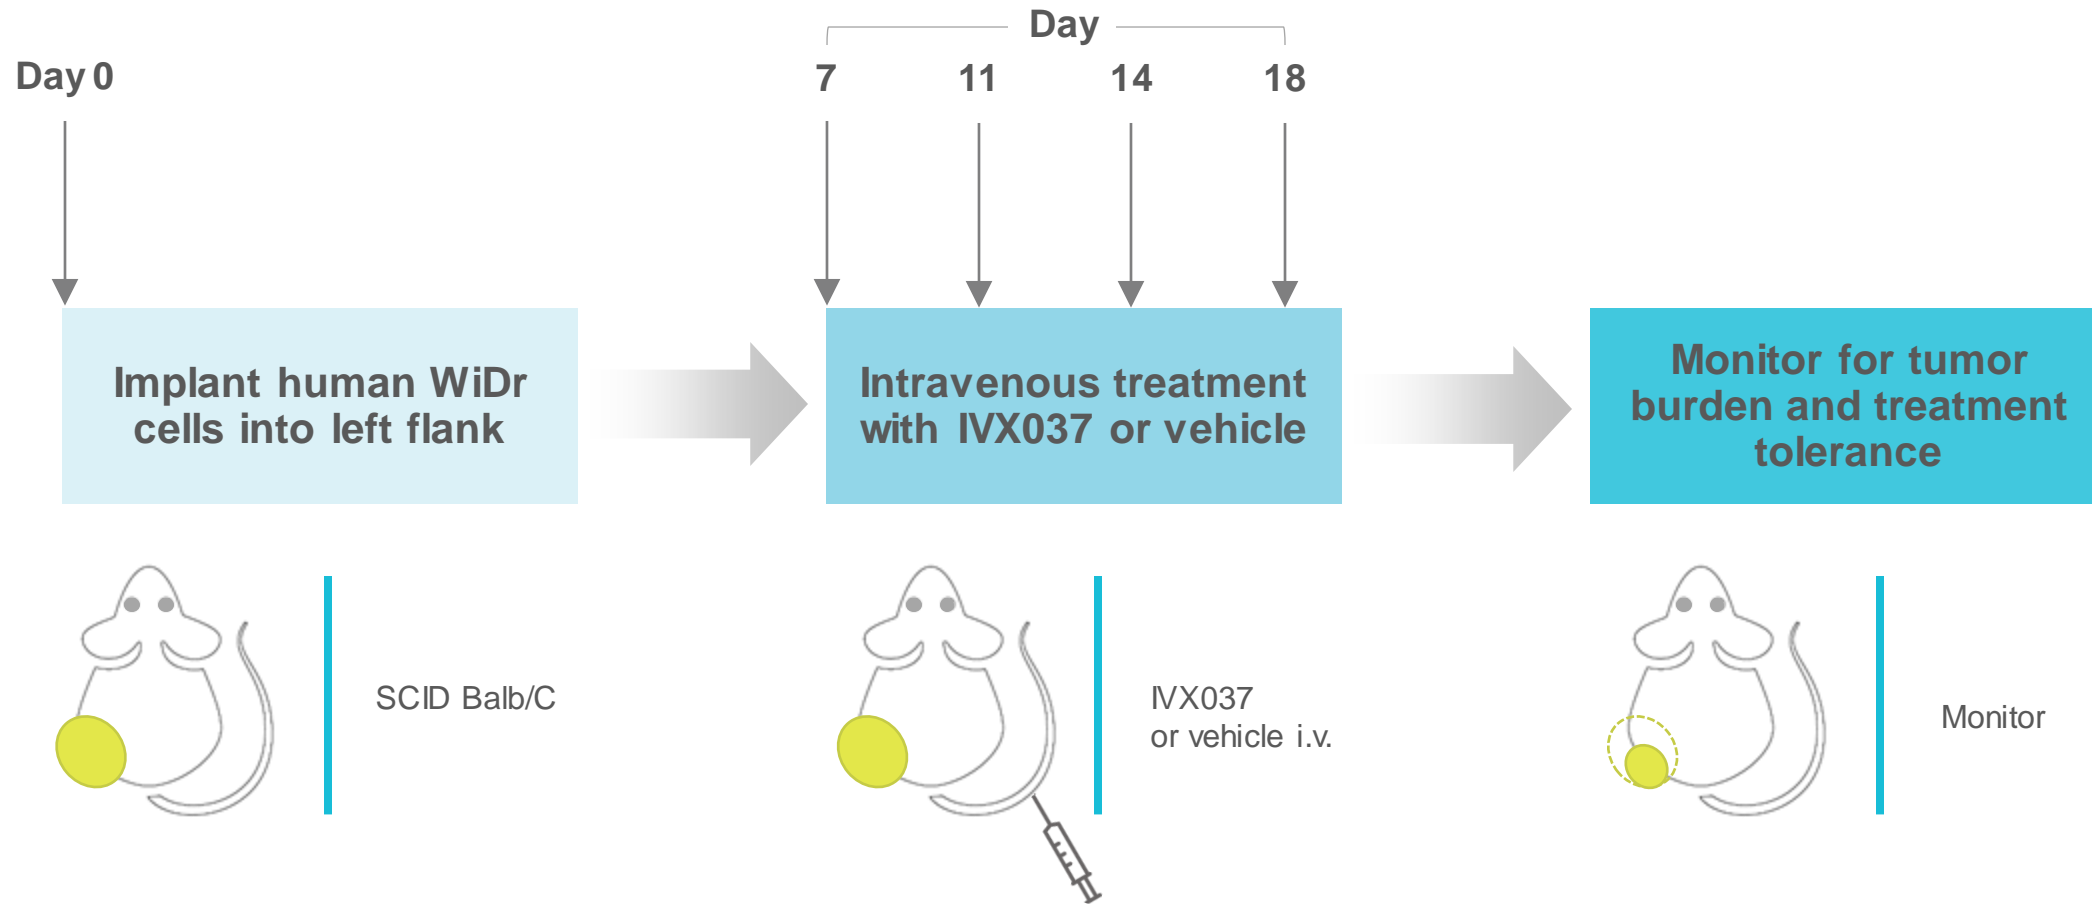 Day
Day 0
7
11
14
18
Implant human WiDr
cells into left flank
Intravenous treatment
with IVX037 or vehicle
Monitor for tumor
burden and treatment
tolerance
SCID Balb/C
IVX037
or vehicle i.v.
Monitor